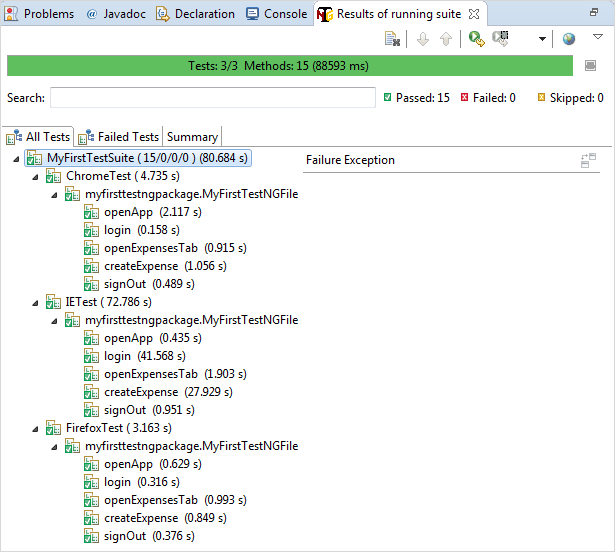 Problems @ Javadoc Declaration Console Results of running suite
Tests: 3/3 Methods: 15 (88593 ms)
Search: Passed: 15 Failed: 0 Skipped: 0
All Tests Failed Tests Summary
MyFirstTestSuite ( 15/0/0/0 ) (80.684 s) Failure Exception
ChromeTest ( 4.735 s)
myfirsttestngpackage.MyFirstTestNGFile
openApp (2.117 s)
login (0.158 s)
openExpensesTab (0.915 s)
createExpense (1.056 s)
signOut (0.489 s)
IETest ( 72.786 s)
myfirsttestngpackage.MyFirstTestNGFile
openApp (0.435 s)
login (41.568 s)
openExpensesTab (1.903 s)
createExpense (27.929 s)
signOut (0.951 s)
FirefoxTest ( 3.163 s)
myfirsttestngpackage.MyFirstTestNGFile
openApp (0.629 s)
login (0.316 s)
openExpensesTab (0.993 s)
createExpense (0.849 s)
signOut (0.376 s)